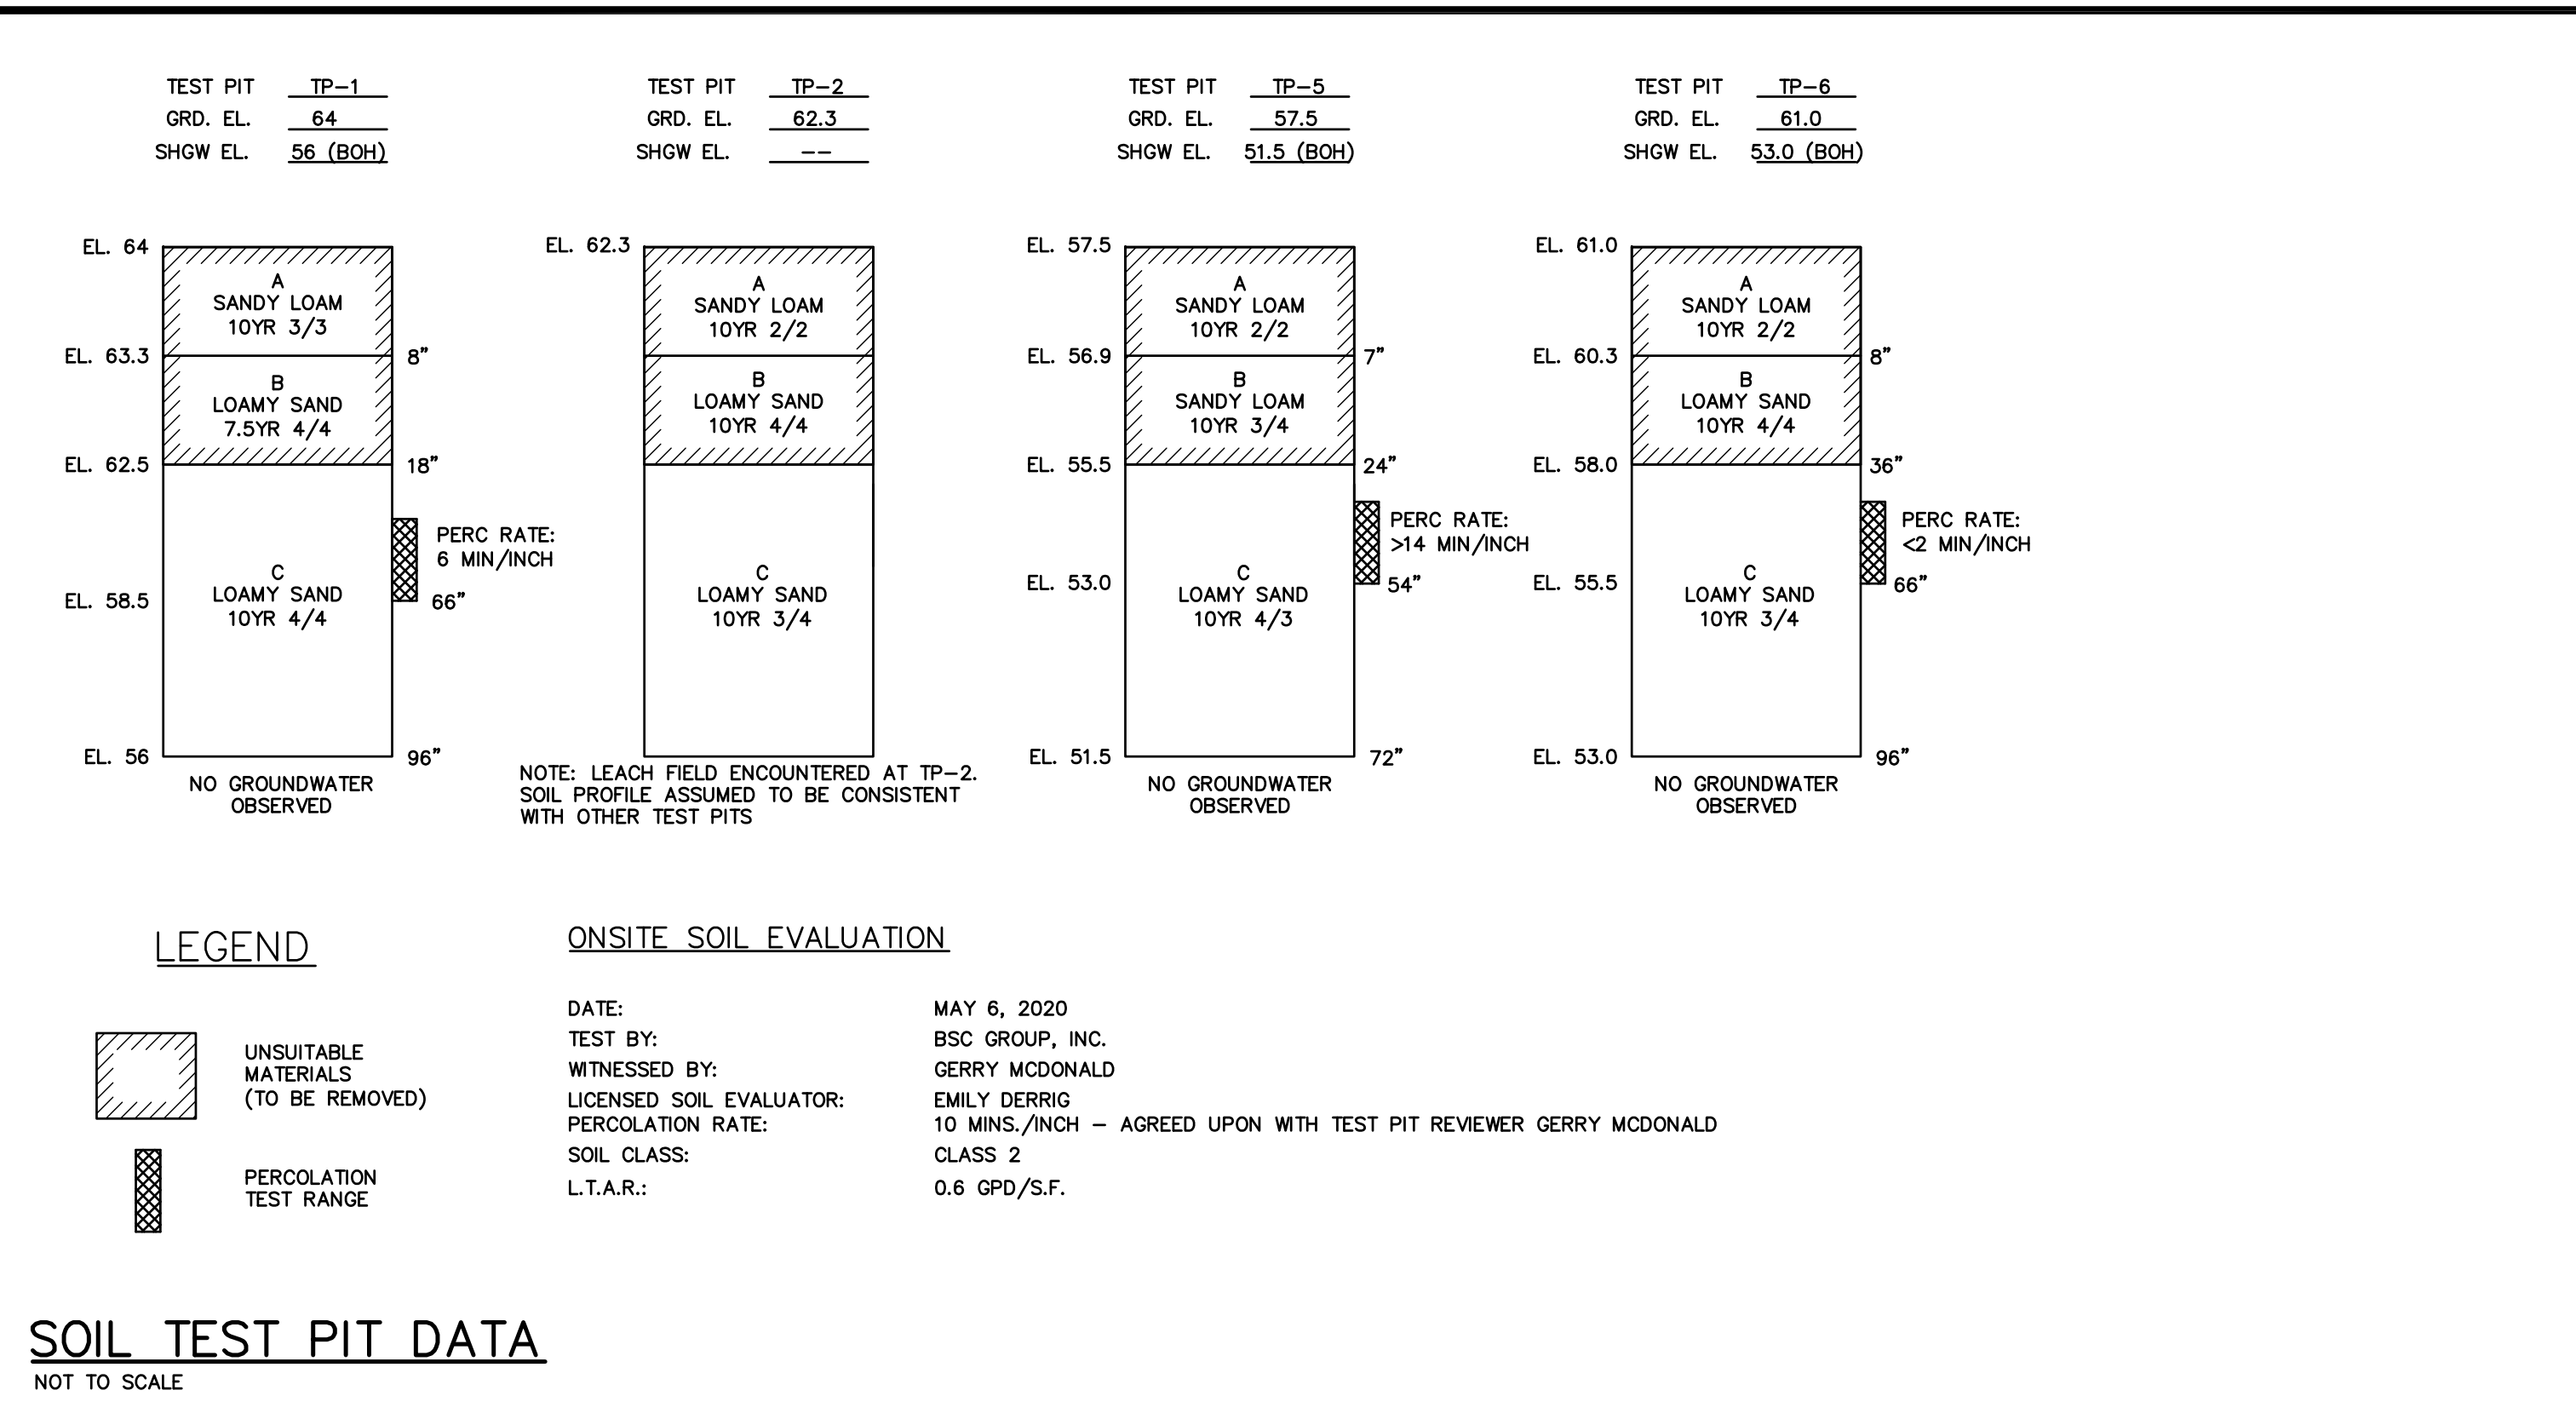 TEST PIT TP-1
GRD. EL. 64
SHGW EL. 56 (BOH)
EL. 64
A
SANDY LOAM
10YR 3/3
EL. 63.3
8"
B
LOAMY SAND
7.5YR 4/4
EL. 62.5
18"
PERC RATE:
6 MIN/INCH
C
LOAMY SAND
10YR 4/4
EL. 58.5
66"
EL. 56
96"
NO GROUNDWATER
OBSERVED
TEST PIT TP-2
GRD. EL. 62.3
SHGW EL. --
EL. 62.3
A
SANDY LOAM
10YR 2/2
B
LOAMY SAND
10YR 4/4
C
LOAMY SAND
10YR 3/4
NOTE: LEACH FIELD ENCOUNTERED AT TP-2.
SOIL PROFILE ASSUMED TO BE CONSISTENT
WITH OTHER TEST PITS
TEST PIT TP-5
GRD. EL. 57.5
SHGW EL. 51.5 (BOH)
EL. 57.5
A
SANDY LOAM
10YR 2/2
EL. 56.9
7"
B
SANDY LOAM
10YR 3/4
EL. 55.5
24"
PERC RATE:
>14 MIN/INCH
EL. 53.0
54"
C
LOAMY SAND
10YR 4/3
EL. 51.5
72"
NO GROUNDWATER
OBSERVED
TEST PIT TP-6
GRD. EL. 61.0
SHGW EL. 53.0 (BOH)
EL. 61.0
A
SANDY LOAM
10YR 2/2
EL. 60.3
8"
B
LOAMY SAND
10YR 4/4
EL. 58.0
36"
PERC RATE:
<2 MIN/INCH
EL. 55.5
66"
C
LOAMY SAND
10YR 3/4
EL. 53.0
96"
NO GROUNDWATER
OBSERVED
LEGEND
UNSUITABLE
MATERIALS
(TO BE REMOVED)
PERCOLATION
TEST RANGE
ONSITE SOIL EVALUATION
DATE: MAY 6, 2020
TEST BY: BSC GROUP, INC.
WITNESSED BY: GERRY MCDONALD
LICENSED SOIL EVALUATOR: EMILY DERRIG
PERCOLATION RATE: 10 MINS./INCH - AGREED UPON WITH TEST PIT REVIEWER GERRY MCDONALD
SOIL CLASS: CLASS 2
L.T.A.R.: 0.6 GPD/S.F.
SOIL TEST PIT DATA
NOT TO SCALE